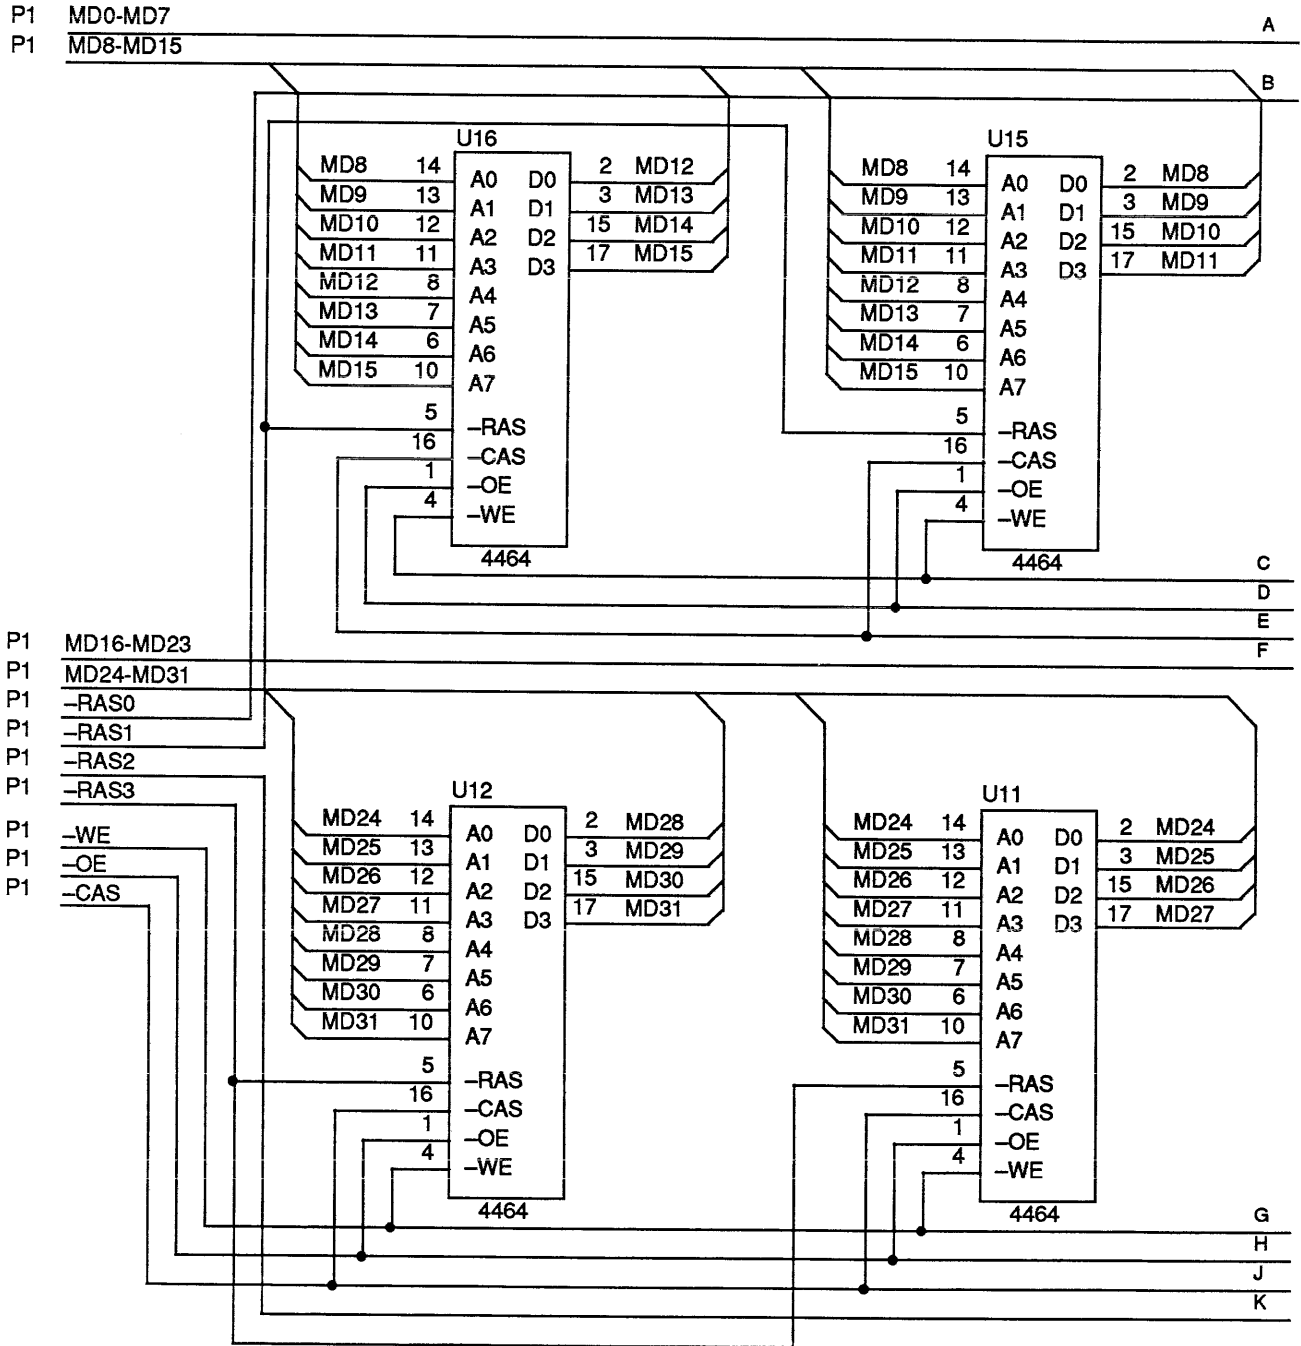 P1 MD0-MD7 A
P1 MD8-MD15
B
U16 U15
MD8 14 A0 D0 2 MD12 MD8 14 A0 D0 2 MD8
MD9 13 A1 D1 3 MD13 MD9 13 A1 D1 3 MD9
MD10 12 A2 D2 15 MD14 MD10 12 A2 D2 15 MD10
MD11 11 A3 D3 17 MD15 MD11 11 A3 D3 17 MD11
MD12 8 A4 MD12 8 A4
MD13 7 A5 MD13 7 A5
MD14 6 A6 MD14 6 A6
MD15 10 A7 MD15 10 A7
5 –RAS 5 –RAS
16 –CAS 16 –CAS
1 –OE 1 –OE
4 –WE 4 –WE
4464 4464
C
D
E
P1 MD16-MD23 F
P1 MD24-MD31
P1 –RAS0
P1 –RAS1
P1 –RAS2
P1 –RAS3
U12 U11
MD24 14 A0 D0 2 MD28 MD24 14 A0 D0 2 MD24
P1 –WE
MD25 13 A1 D1 3 MD29 MD25 13 A1 D1 3 MD25
P1 –OE
MD26 12 A2 D2 15 MD30 MD26 12 A2 D2 15 MD26
P1 –CAS
MD27 11 A3 D3 17 MD31 MD27 11 A3 D3 17 MD27
MD28 8 A4 MD28 8 A4
MD29 7 A5 MD29 7 A5
MD30 6 A6 MD30 6 A6
MD31 10 A7 MD31 10 A7
5 –RAS 5 –RAS
16 –CAS 16 –CAS
1 –OE 1 –OE
4 –WE 4 –WE
4464 4464
G
H
J
K